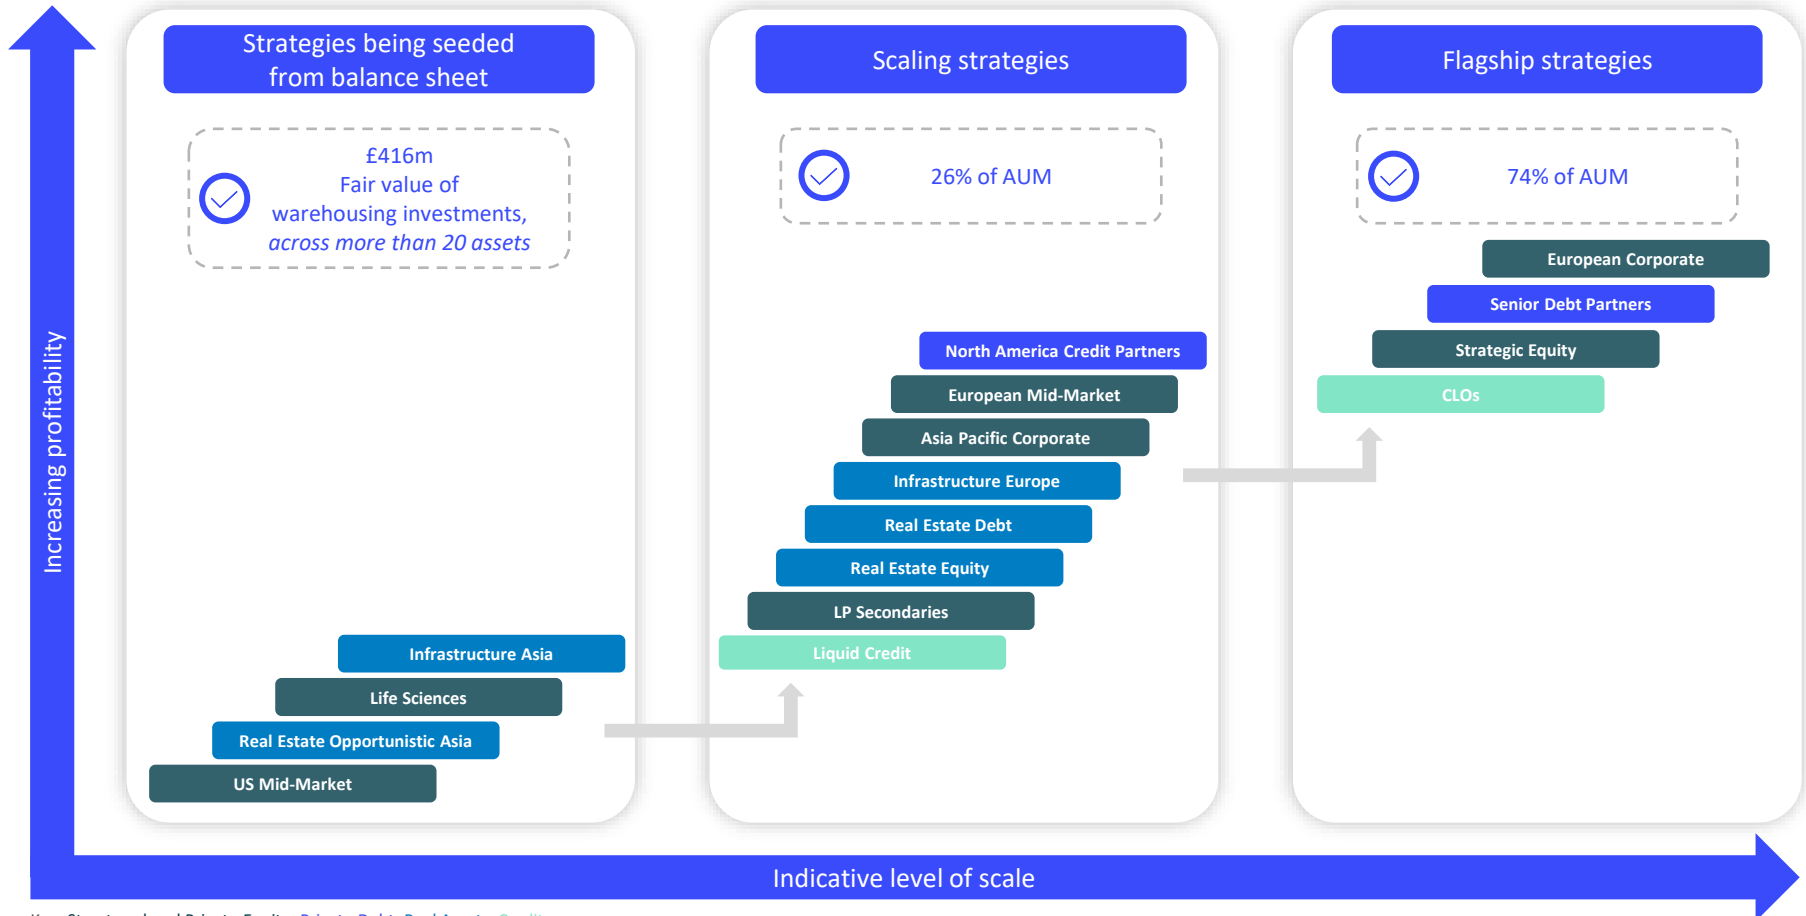 Strategies being seeded
from balance sheet
£416m
Fair value of
warehousing investments,
across more than 20 assets
Infrastructure Asia
Life Sciences
Real Estate Opportunistic Asia
US Mid-Market
Scaling strategies
26% of AUM
North America Credit Partners
European Mid-Market
Asia Pacific Corporate
Infrastructure Europe
Real Estate Debt
Real Estate Equity
LP Secondaries
Liquid Credit
Flagship strategies
74% of AUM
European Corporate
Senior Debt Partners
Strategic Equity
CLOs
Increasing profitability
Indicative level of scale